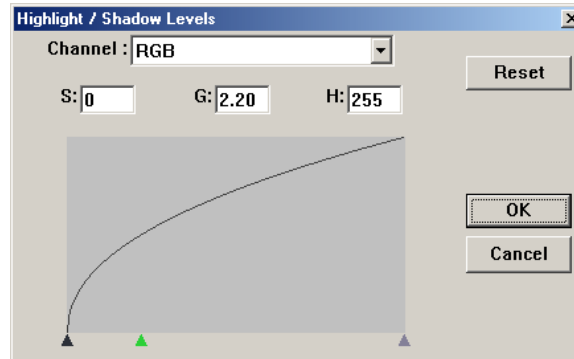 Highlight / Shadow Levels
Channel : RGB
Reset
S: 0 G: 2.20 H: 255
OK
Cancel